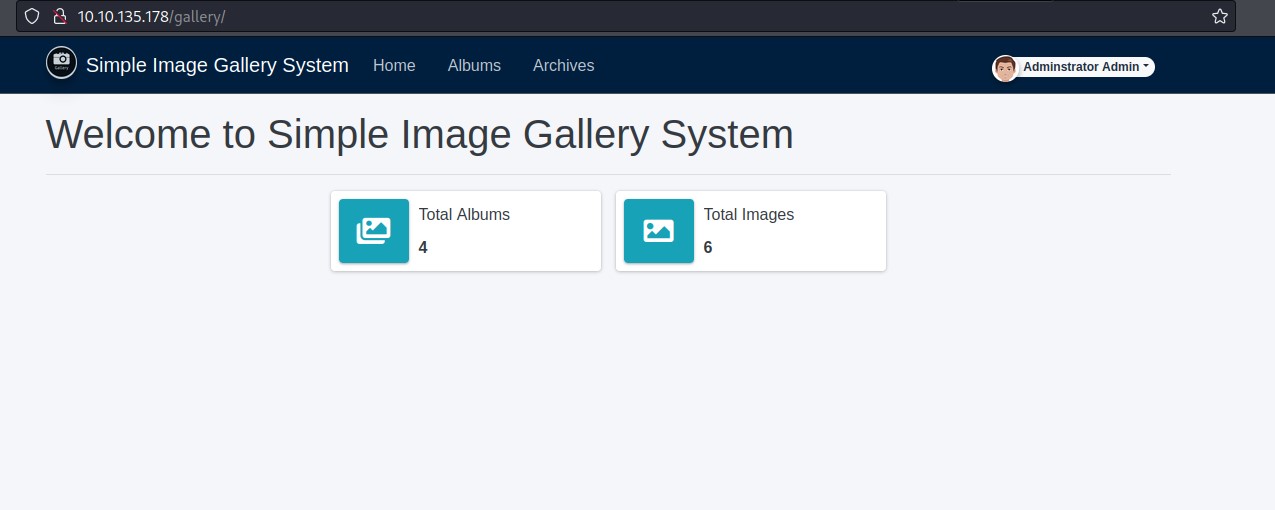 10.10.135.178/gallery/
Gallery
Simple Image Gallery System Home Albums Archives Adminstrator Admin
Welcome to Simple Image Gallery System
Total Albums
4
Total Images
6